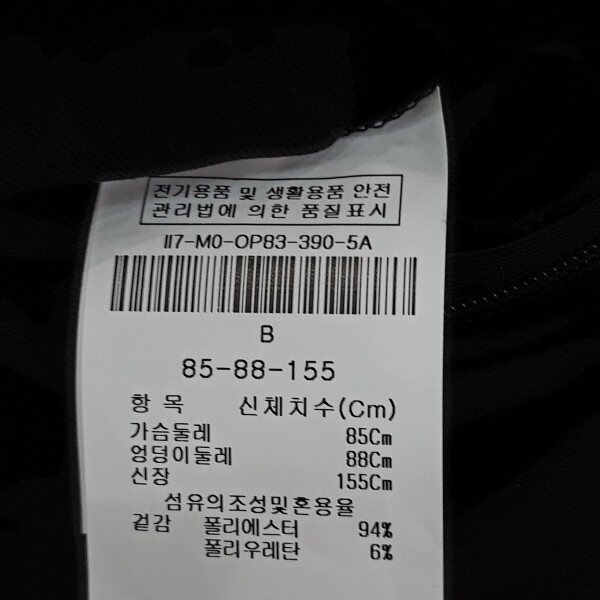 전기용품 및 생활용품 안전
관리법에 의한 품질표시
II7-M0-OP83-390-5A
B
85-88-155
항 목 신체치수(Cm)
가슴둘레 85Cm
엉덩이둘레 88Cm
신장 155Cm
섬유의조성및혼용율
겉감 폴리에스터 94%
폴리우레탄 6%